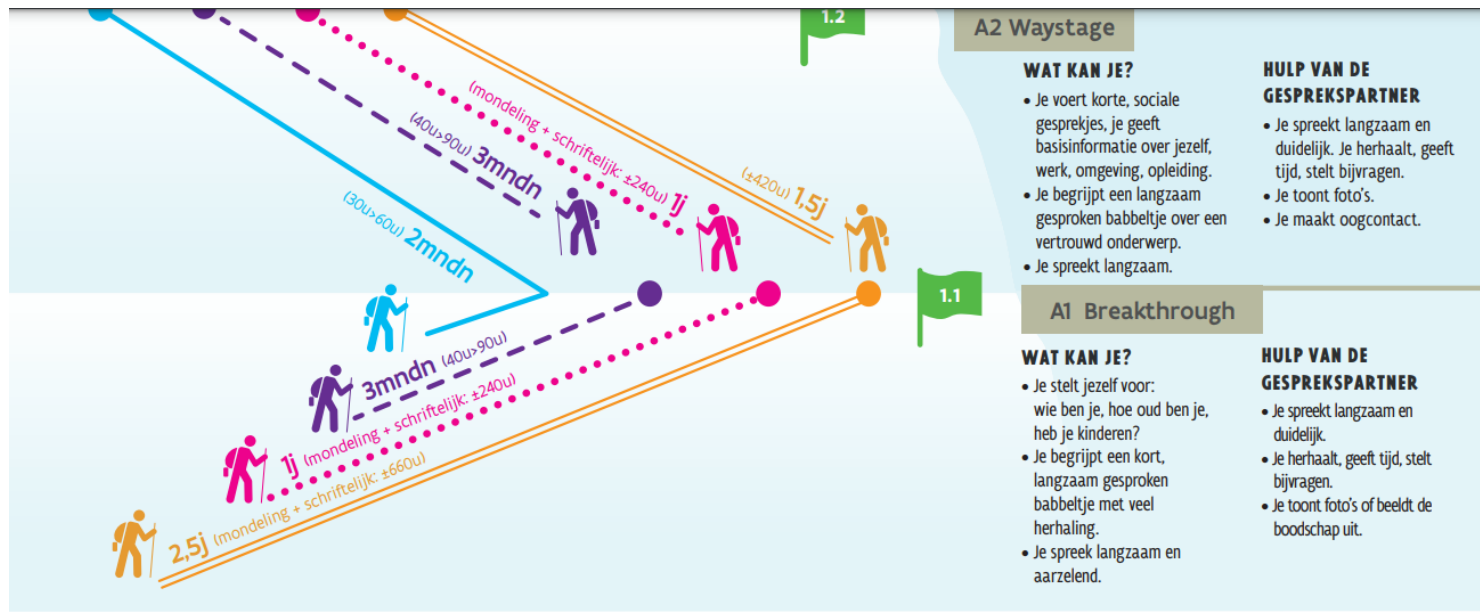 1.2
(mondeling + schriftelijk: ±240u) 1j
(40u>90u) 3mndn
(±420u) 1,5j
(30u>60u) 2mndn
1.1
3mndn (40u>90u)
1j (mondeling + schriftelijk: ±240u)
2,5j (mondeling + schriftelijk: ±660u)
A2 Waystage
WAT KAN JE?
• Je voert korte, sociale
gesprekjes, je geeft
basisinformatie over jezelf,
werk, omgeving, opleiding.
• Je begrijpt een langzaam
gesproken babbeltje over een
vertrouwd onderwerp.
• Je spreekt langzaam.
HULP VAN DE
GESPREKSPARTNER
• Je spreekt langzaam en
duidelijk. Je herhaalt, geeft
tijd, stelt bijvragen.
• Je toont foto's.
• Je maakt oogcontact.
A1 Breakthrough
WAT KAN JE?
• Je stelt jezelf voor:
wie ben je, hoe oud ben je,
heb je kinderen?
• Je begrijpt een kort,
langzaam gesproken
babbeltje met veel
herhaling.
• Je spreek langzaam en
aarzelend.
HULP VAN DE
GESPREKSPARTNER
• Je spreekt langzaam en
duidelijk.
• Je herhaalt, geeft tijd, stelt
bijvragen.
• Je toont foto's of beeldt de
boodschap uit.